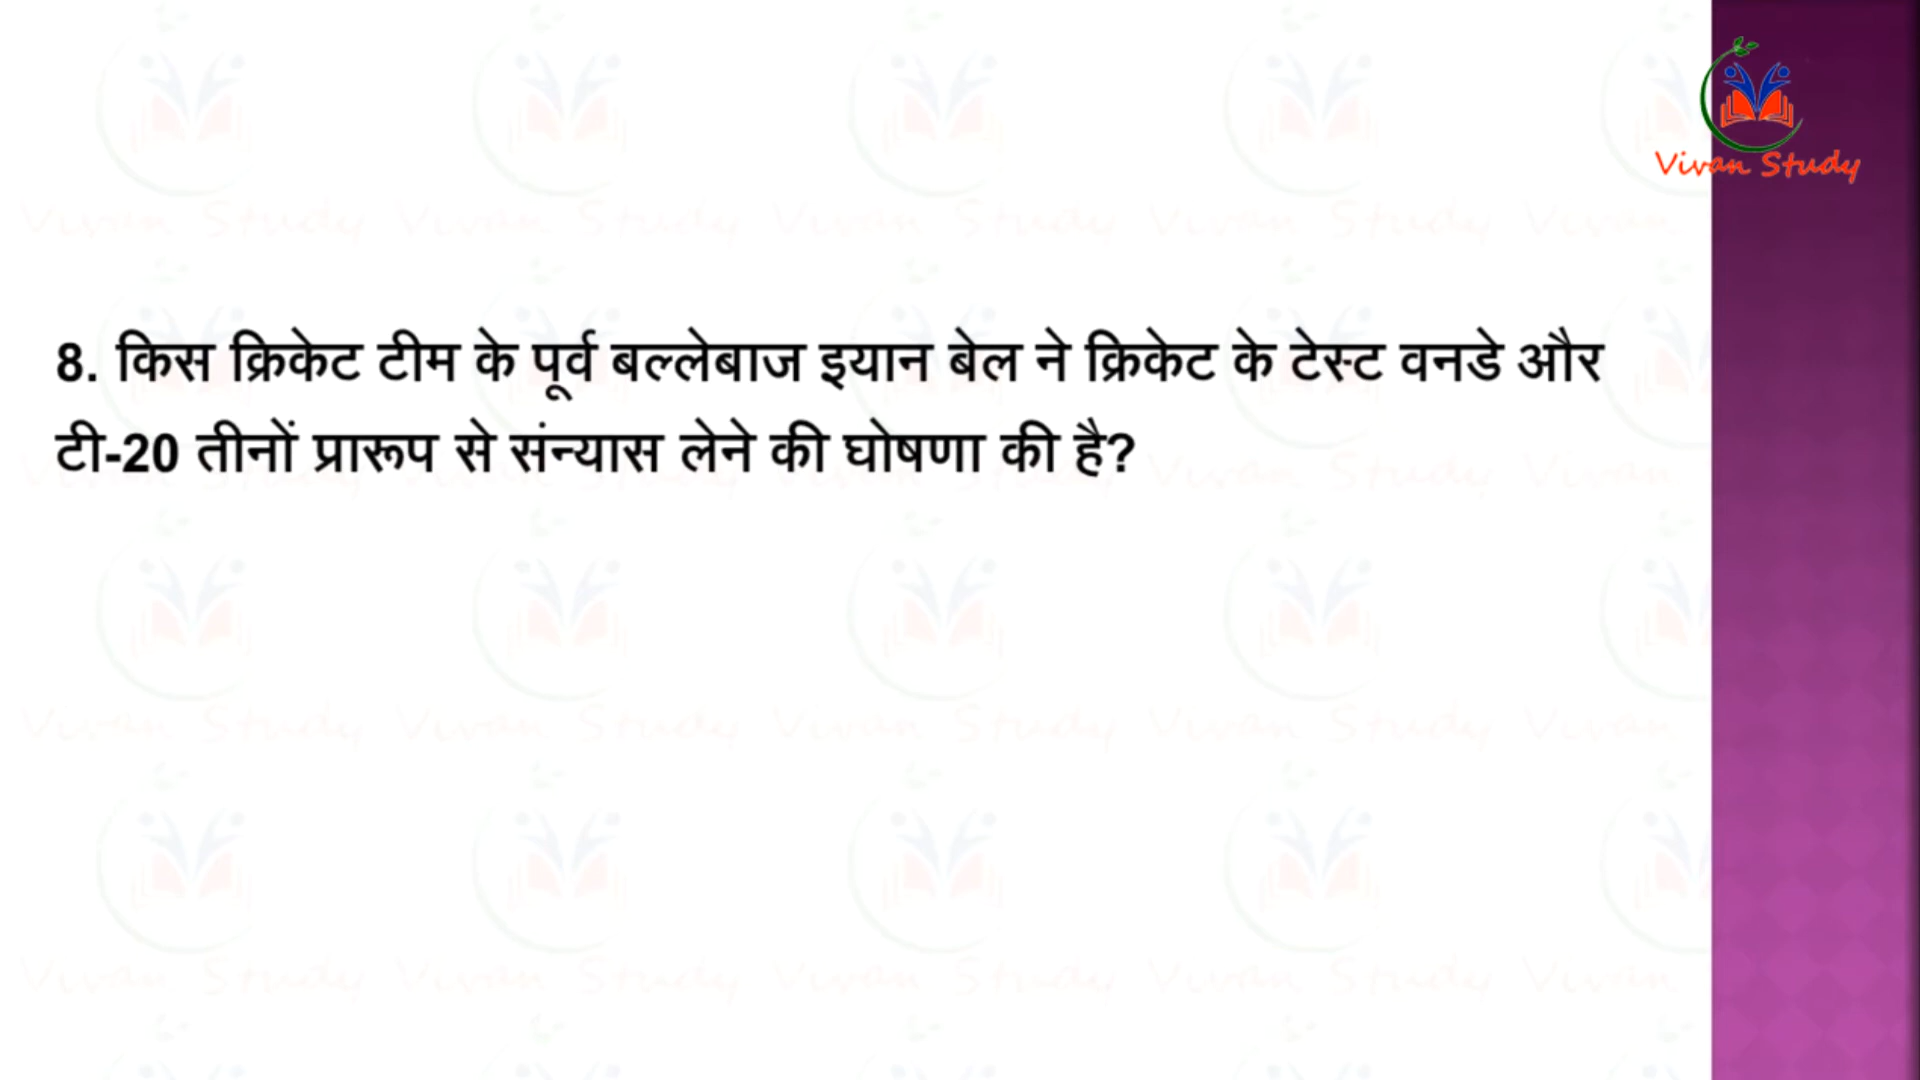 Vivan Study
8. किस क्रिकेट टीम के पूर्व बल्लेबाज इयान बेल ने क्रिकेट के टेस्ट वनडे और
टी-20 तीनों प्रारूप से संन्यास लेने की घोषणा की है?